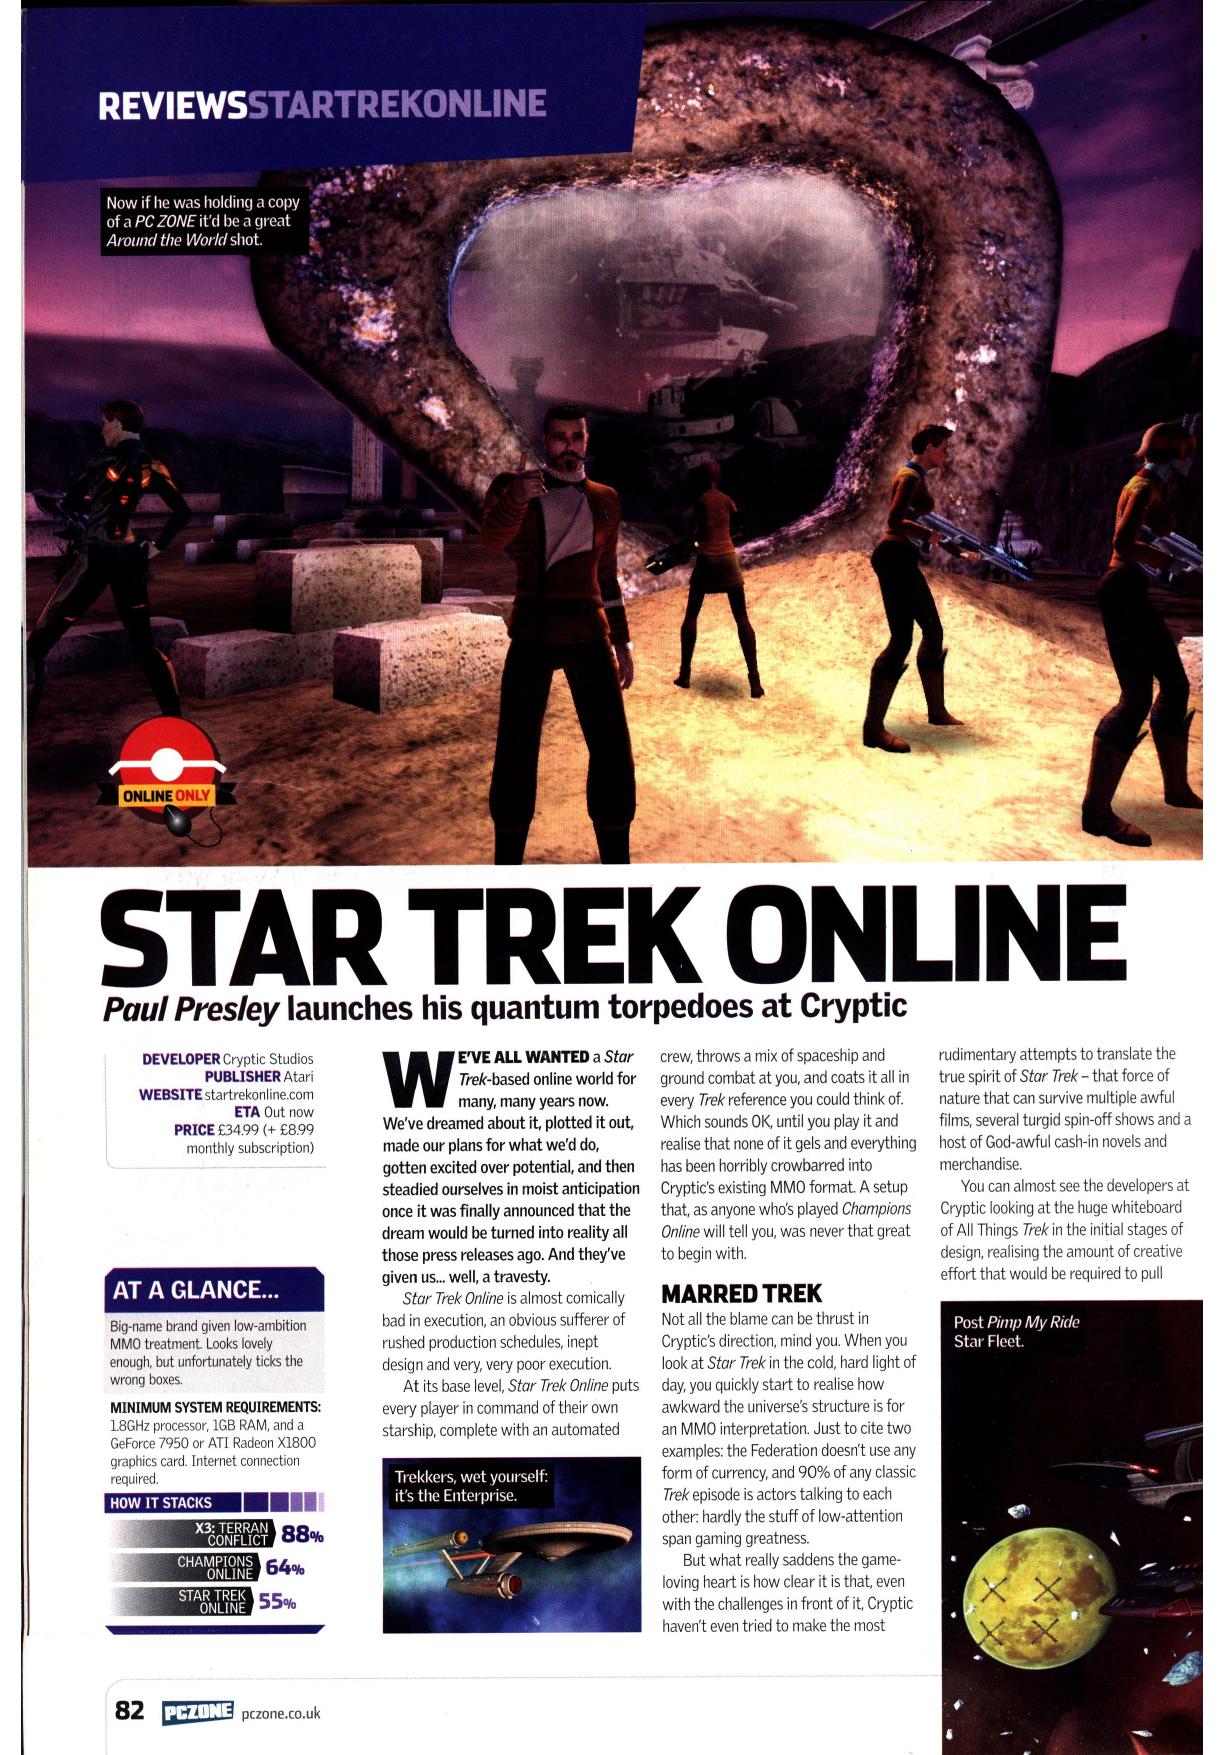 REVIEWSSTARTREKONLINE
Now if he was holding a copy
of a PC ZONE it'd be a great
Around the World shot.
ONLINE ONLY
STAR TREK ONLINE
Paul Presley launches his quantum torpedoes at Cryptic
DEVELOPER Cryptic Studios
PUBLISHER Atari
WEBSITE startrekonline.com
ETA Out now
PRICE £34.99 (+ £8.99
monthly subscription)
AT A GLANCE...
Big-name brand given low-ambition
MMO treatment. Looks lovely
enough, but unfortunately ticks the
wrong boxes.
MINIMUM SYSTEM REQUIREMENTS:
1.8GHz processor, 1GB RAM, and a
GeForce 7950 or ATI Radeon X1800
graphics card. Internet connection
required.
HOW IT STACKS
X3: TERRAN
CONFLICT 88%
CHAMPIONS
ONLINE 64%
STAR TREK
ONLINE 55%
WE'VE ALL WANTED a Star
Trek-based online world for
many, many years now.
We've dreamed about it, plotted it out,
made our plans for what we'd do,
gotten excited over potential, and then
steadied ourselves in moist anticipation
once it was finally announced that the
dream would be turned into reality all
those press releases ago. And they've
given us... well, a travesty.
Star Trek Online is almost comically
bad in execution, an obvious sufferer of
rushed production schedules, inept
design and very, very poor execution.
At its base level, Star Trek Online puts
every player in command of their own
starship, complete with an automated
Trekkers, wet yourself:
it's the Enterprise.
crew, throws a mix of spaceship and
ground combat at you, and coats it all in
every Trek reference you could think of.
Which sounds OK, until you play it and
realise that none of it gels and everything
has been horribly crowbarred into
Cryptic's existing MMO format. A setup
that, as anyone who's played Champions
Online will tell you, was never that great
to begin with.
MARRED TREK
Not all the blame can be thrust in
Cryptic's direction, mind you. When you
look at Star Trek in the cold, hard light of
day, you quickly start to realise how
awkward the universe's structure is for
an MMO interpretation. Just to cite two
examples: the Federation doesn't use any
form of currency, and 90% of any classic
Trek episode is actors talking to each
other: hardly the stuff of low-attention
span gaming greatness.
But what really saddens the game-
loving heart is how clear it is that, even
with the challenges in front of it, Cryptic
haven't even tried to make the most
rudimentary attempts to translate the
true spirit of Star Trek – that force of
nature that can survive multiple awful
films, several turgid spin-off shows and a
host of God-awful cash-in novels and
merchandise.
You can almost see the developers at
Cryptic looking at the huge whiteboard
of All Things Trek in the initial stages of
design, realising the amount of creative
effort that would be required to pull
Post Pimp My Ride
Star Fleet.
82 PCZONE pczone.co.uk